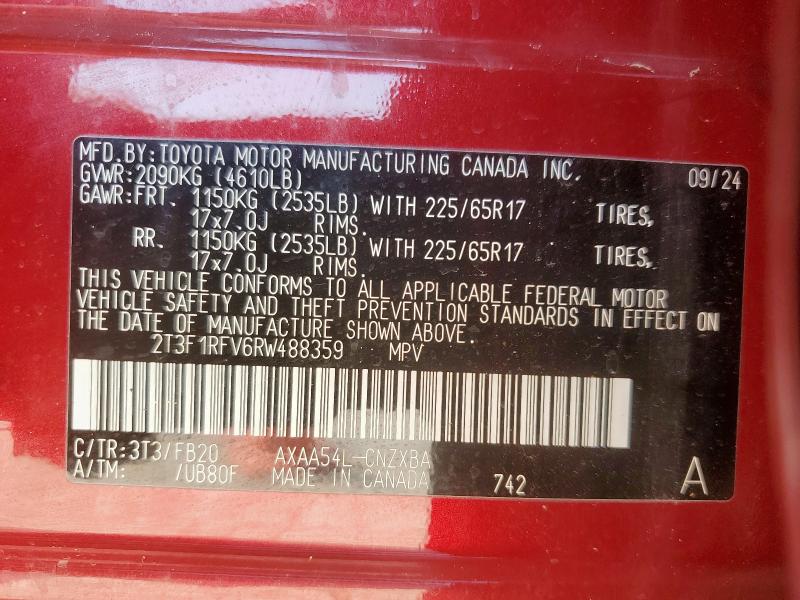 MFD.BY:TOYOTA MOTOR MANUFACTURING CANADA INC. 09/24
GVWR:2090KG (4610LB)
GAWR:FRT. 1150KG (2535LB) WITH 225/65R17 TIRES,
17x7.0J RIMS.
RR. 1150KG (2535LB) WITH 225/65R17 TIRES,
17x7.0J RIMS.
THIS VEHICLE CONFORMS TO ALL APPLICABLE FEDERAL MOTOR
VEHICLE SAFETY AND THEFT PREVENTION STANDARDS IN EFFECT ON
THE DATE OF MANUFACTURE SHOWN ABOVE.
2T3F1RFV6RW488359 MPV
C/TR:3T3/FB20 AXAA54L-CNZXBA
A/TM: /UB80F MADE IN CANADA 742 A